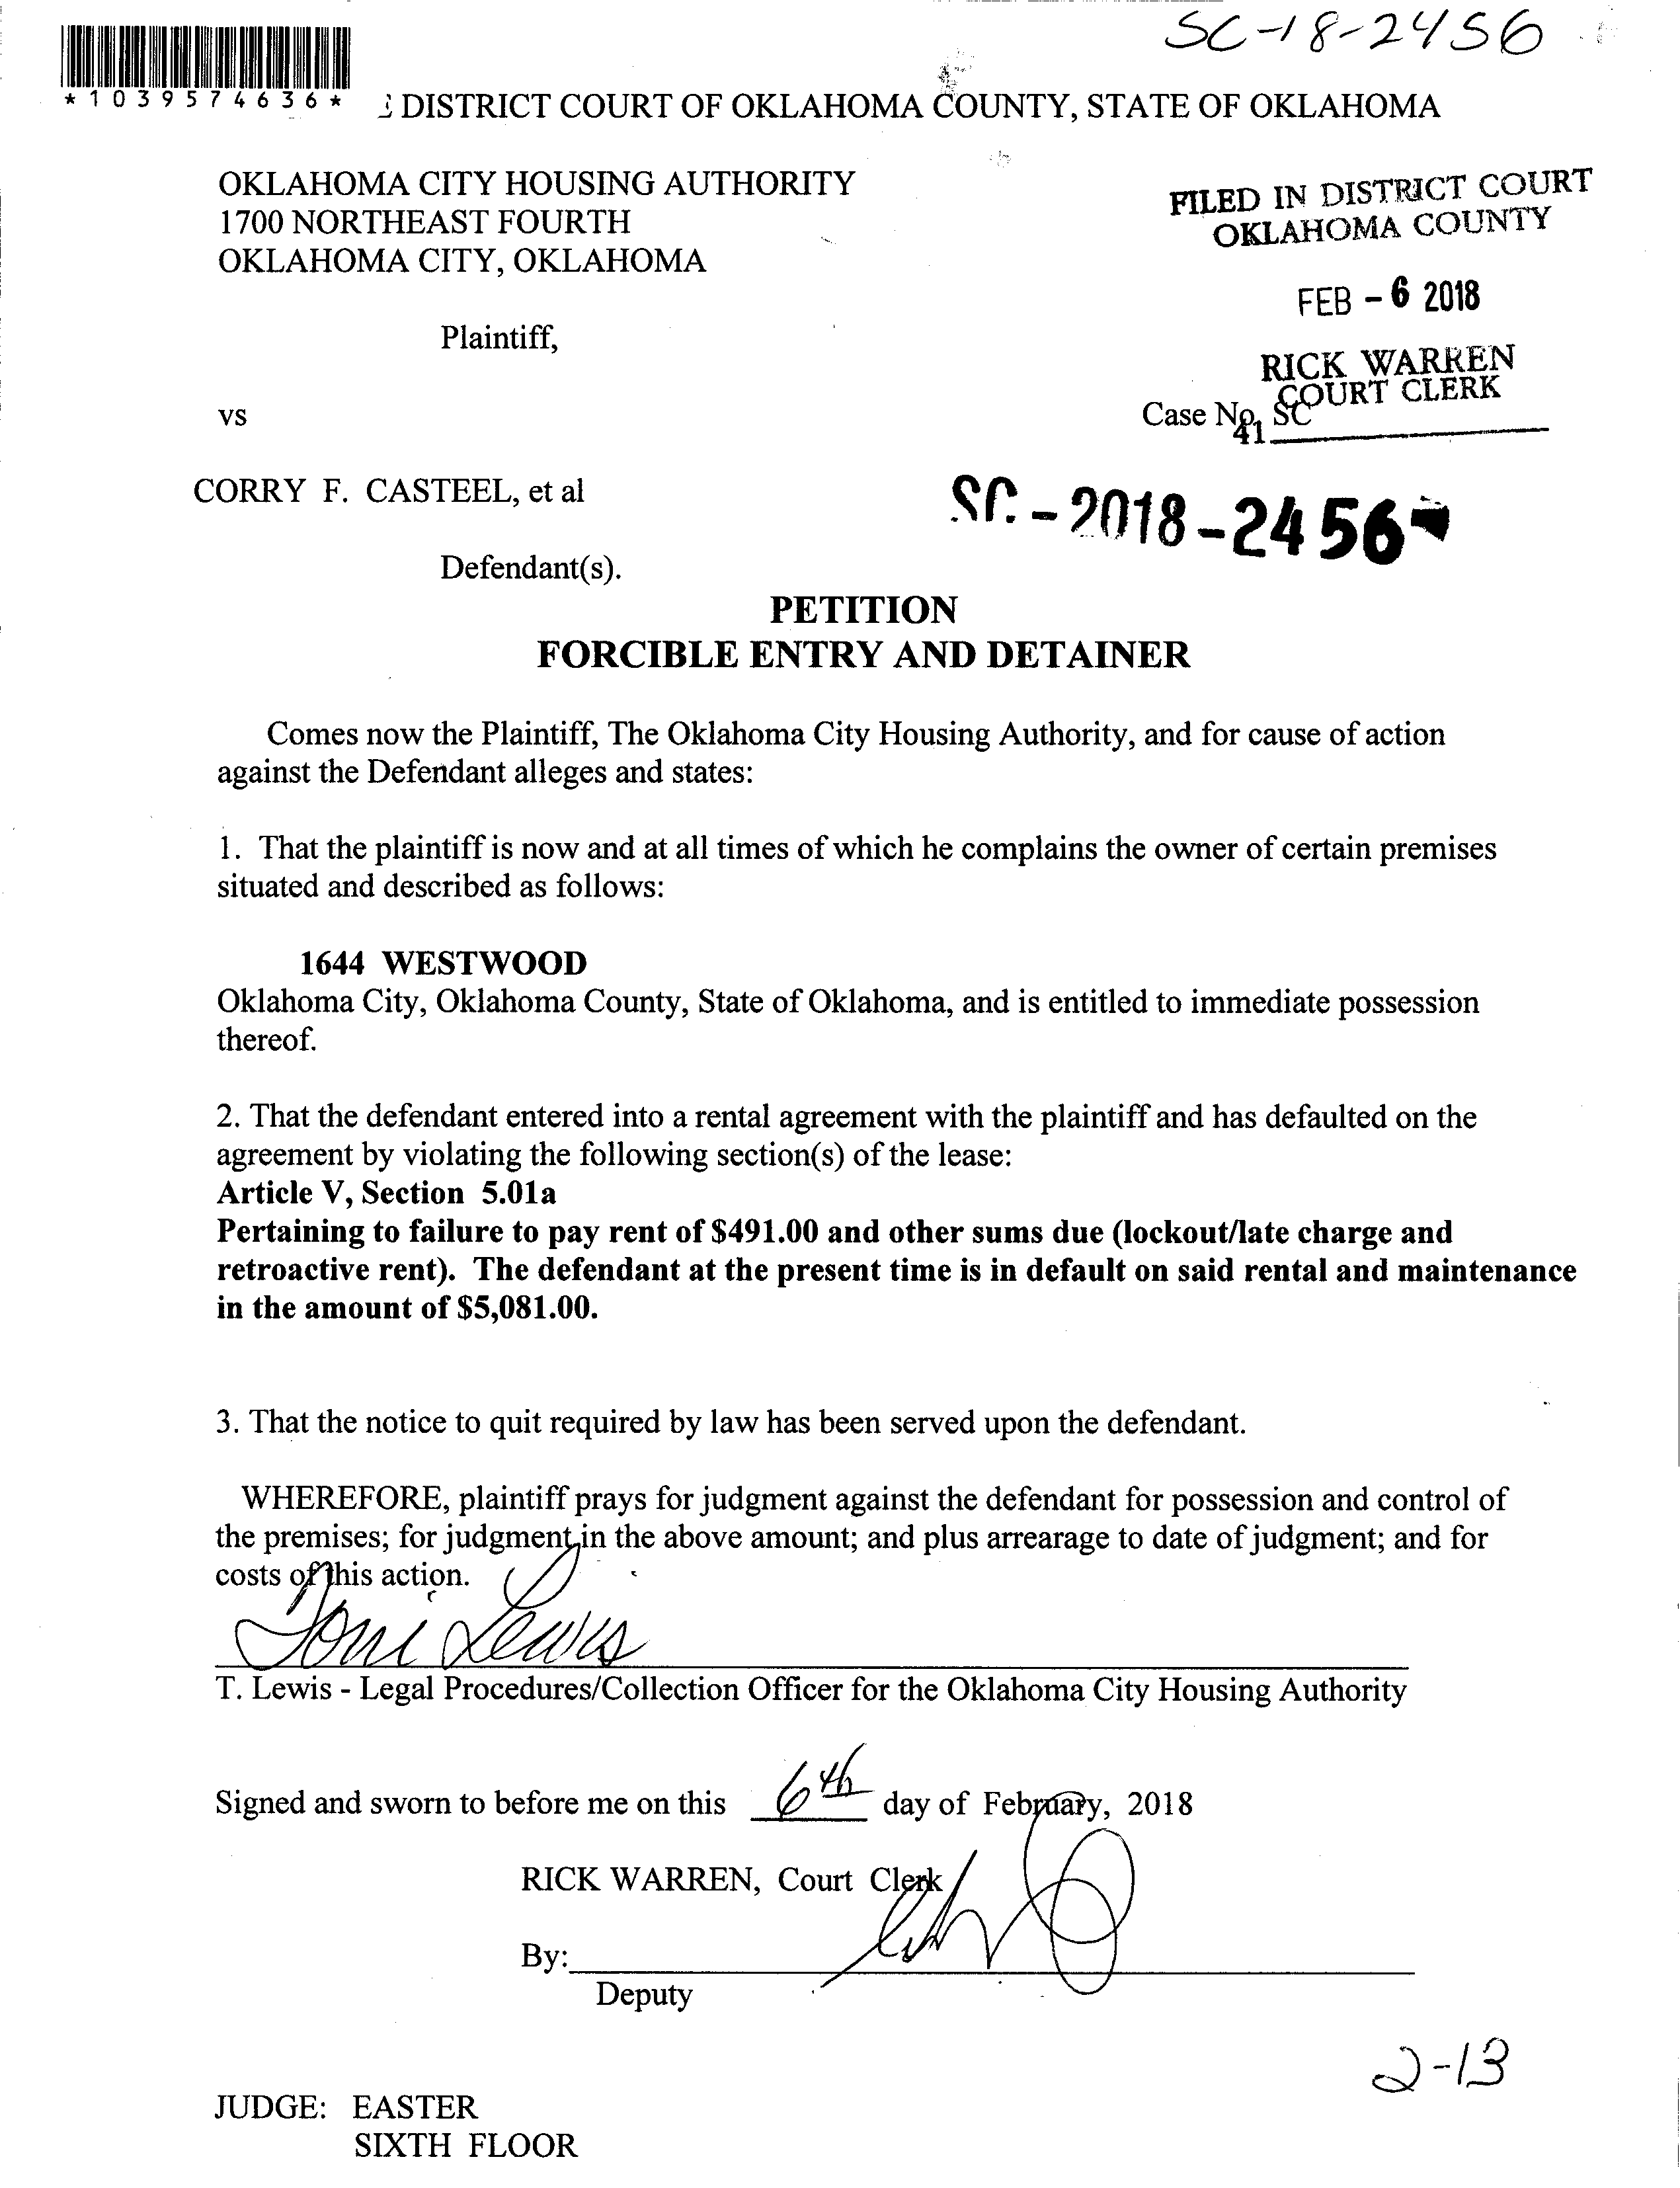 SC-18-2456
*1039574636*
DISTRICT COURT OF OKLAHOMA COUNTY, STATE OF OKLAHOMA
OKLAHOMA CITY HOUSING AUTHORITY
1700 NORTHEAST FOURTH
OKLAHOMA CITY, OKLAHOMA
FILED IN DISTRICT COURT
OKLAHOMA COUNTY
FEB - 6 2018
Plaintiff,
RICK WARREN
COURT CLERK
vs
Case No. SC
41
CORRY F. CASTEEL, et al
SC - 2018 - 2456
Defendant(s).
PETITION
FORCIBLE ENTRY AND DETAINER
Comes now the Plaintiff, The Oklahoma City Housing Authority, and for cause of action
against the Defendant alleges and states:
1. That the plaintiff is now and at all times of which he complains the owner of certain premises
situated and described as follows:
1644 WESTWOOD
Oklahoma City, Oklahoma County, State of Oklahoma, and is entitled to immediate possession
thereof.
2. That the defendant entered into a rental agreement with the plaintiff and has defaulted on the
agreement by violating the following section(s) of the lease:
Article V, Section 5.01a
Pertaining to failure to pay rent of $491.00 and other sums due (lockout/late charge and
retroactive rent). The defendant at the present time is in default on said rental and maintenance
in the amount of $5,081.00.
3. That the notice to quit required by law has been served upon the defendant.
WHEREFORE, plaintiff prays for judgment against the defendant for possession and control of
the premises; for judgment in the above amount; and plus arrearage to date of judgment; and for
costs of this action.
Toni Lewis
T. Lewis - Legal Procedures/Collection Officer for the Oklahoma City Housing Authority
Signed and sworn to before me on this 6th day of February, 2018
RICK WARREN, Court Clerk
By:
Deputy
2-13
JUDGE: EASTER
SIXTH FLOOR